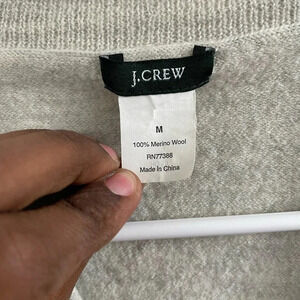 J.CREW
M
100% Merino Wool
RN77388
Made in China